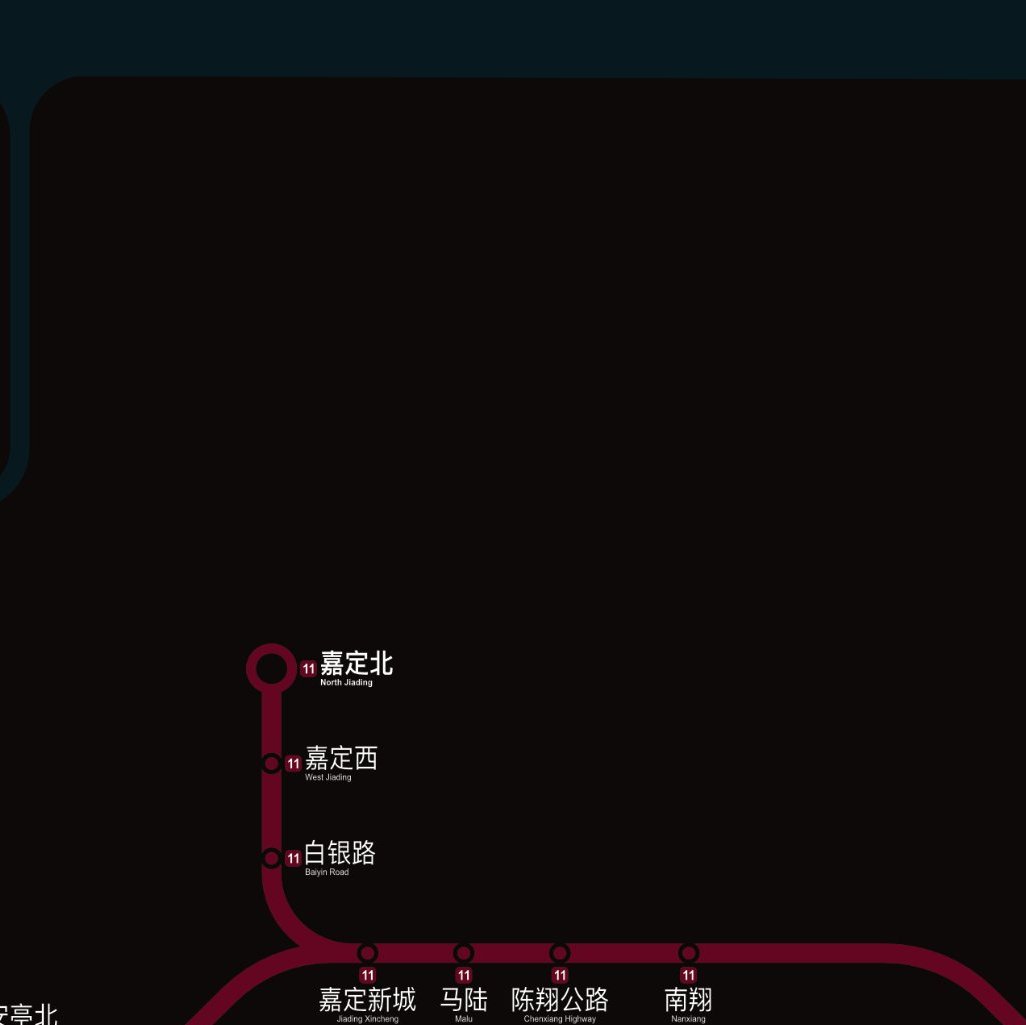 11 嘉定北
North Jiading
11 嘉定西
West Jiading
11 白银路
Baiyin Road
11
嘉定新城
Jiading Xincheng
11
马陆
Malu
11
陈翔公路
Chenxiang Highway
11
南翔
Nanxiang
亭北